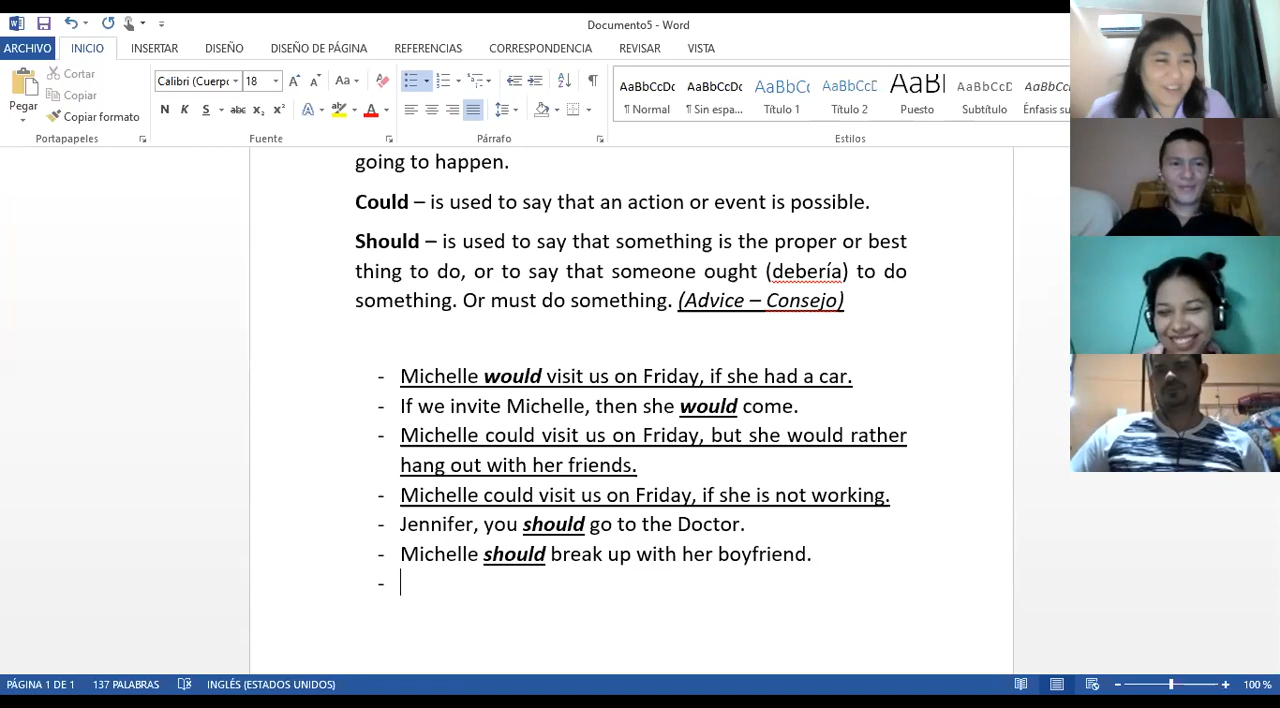 Documento5 - Word
ARCHIVO INICIO INSERTAR DISEÑO DISEÑO DE PÁGINA REFERENCIAS CORRESPONDENCIA REVISAR VISTA
Pegar
Cortar
Copiar
Copiar formato
Portapapeles
Calibri (Cuerpo 18
N K S abc x₂ x²
Fuente
Párrafo
AaBbCcDc AaBbCcDc AaBbC AaBbCcD AaBl AaBbCcD AaBbCcDc
¶ Normal ¶ Sin espa... Título 1 Título 2 Puesto Subtítulo Énfasis su
Estilos
going to happen.
Could – is used to say that an action or event is possible.
Should – is used to say that something is the proper or best
thing to do, or to say that someone ought (debería) to do
something. Or must do something. (Advice – Consejo)
- Michelle would visit us on Friday, if she had a car.
- If we invite Michelle, then she would come.
- Michelle could visit us on Friday, but she would rather
hang out with her friends.
- Michelle could visit us on Friday, if she is not working.
- Jennifer, you should go to the Doctor.
- Michelle should break up with her boyfriend.
-
PÁGINA 1 DE 1 137 PALABRAS INGLÉS (ESTADOS UNIDOS) 100 %